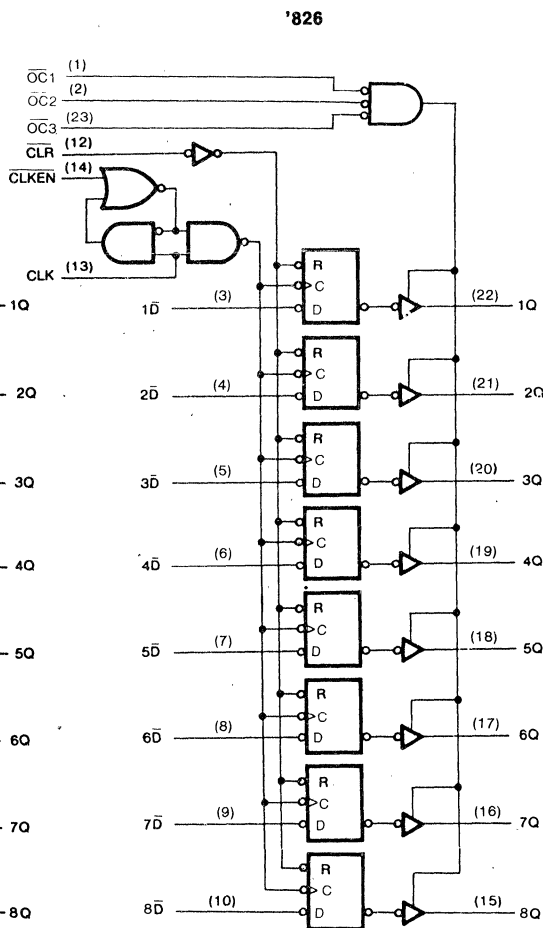 '826
OC1 (1)
OC2 (2)
OC3 (23)
CLR (12)
CLKEN (14)
CLK (13)
R
C
1Q 1D (3) D (22) 1Q
R
C
2Q 2D (4) D (21) 2Q
R
C
3Q 3D (5) D (20) 3Q
R
C
4Q 4D (6) D (19) 4Q
R
C
5Q 5D (7) D (18) 5Q
R
C
6Q 6D (8) D (17) 6Q
R
C
7Q 7D (9) D (16) 7Q
R
C
8Q 8D (10) D (15) 8Q